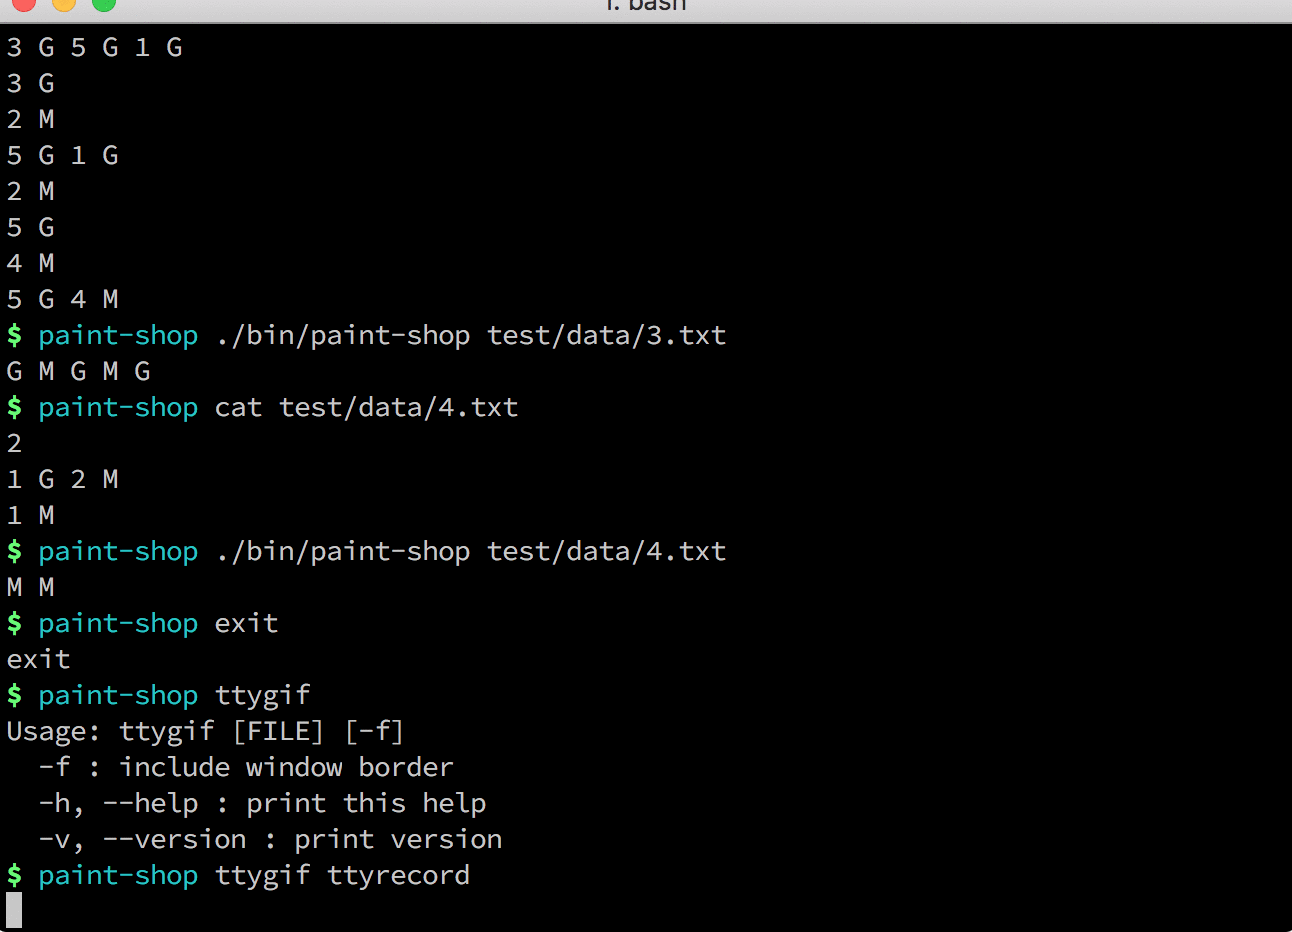 1. bash
3 G 5 G 1 G
3 G
2 M
5 G 1 G
2 M
5 G
4 M
5 G 4 M
$ paint-shop ./bin/paint-shop test/data/3.txt
G M G M G
$ paint-shop cat test/data/4.txt
2
1 G 2 M
1 M
$ paint-shop ./bin/paint-shop test/data/4.txt
M M
$ paint-shop exit
exit
$ paint-shop ttygif
Usage: ttygif [FILE] [-f]
  -f : include window border
  -h, --help : print this help
  -v, --version : print version
$ paint-shop ttygif ttyrecord